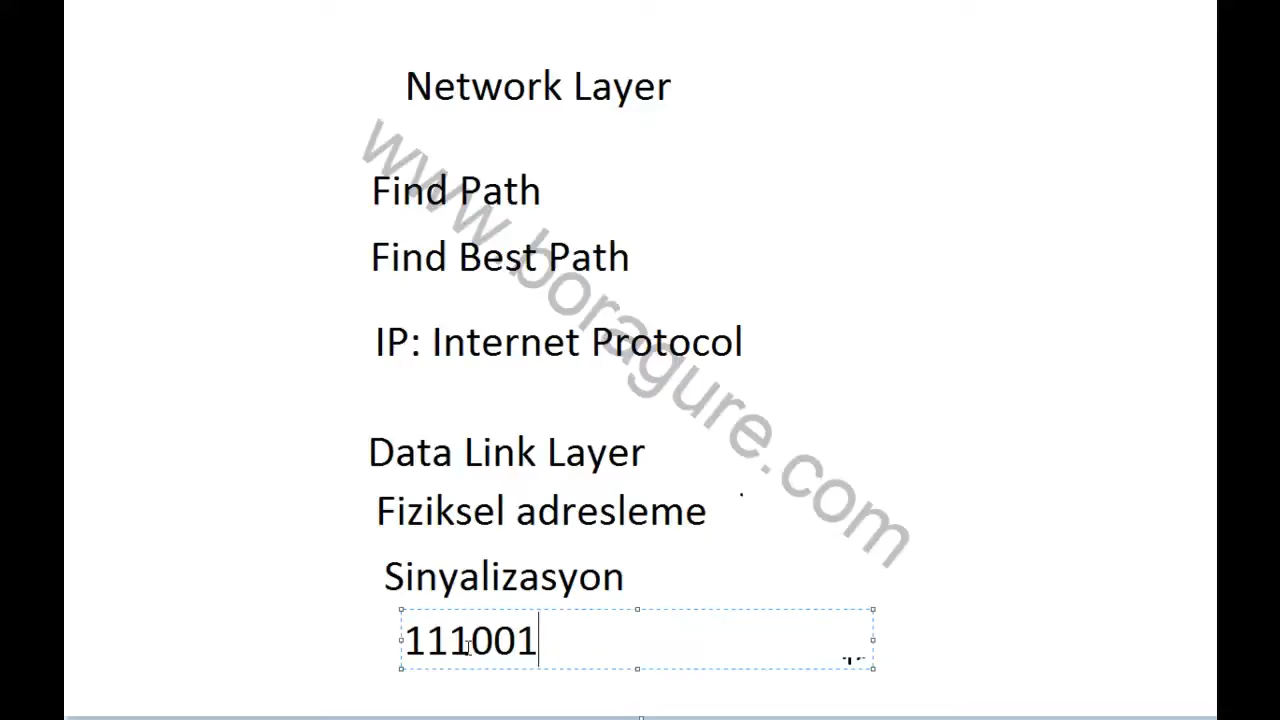 Network Layer
www.boragure.com
Find Path
Find Best Path
IP: Internet Protocol
Data Link Layer
Fiziksel adresleme
Sinyalizasyon
111001